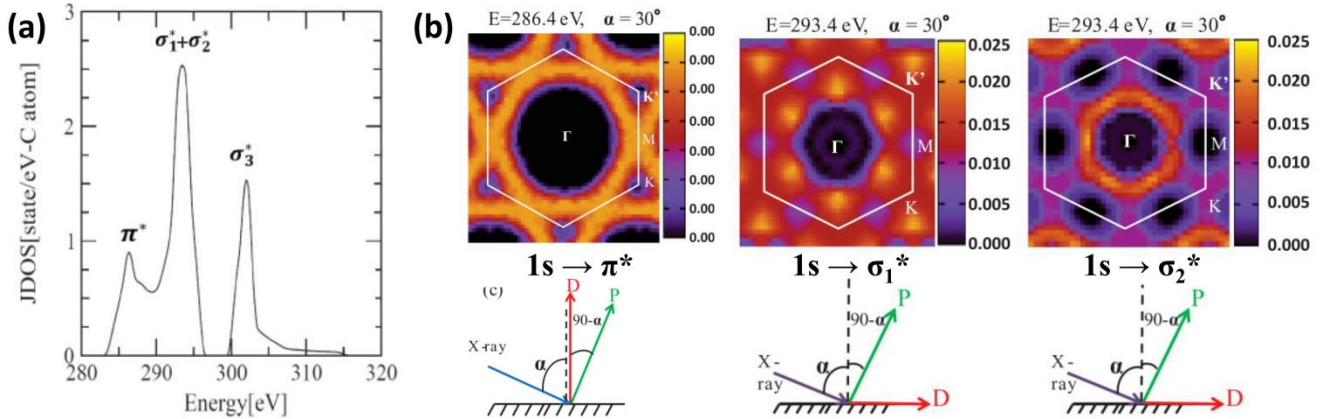 (a)
3
2
1
0
JDOS[state/eV-C atom]
π*
σ1*+σ2*
σ3*
280 290 300 310 320
Energy[eV]
(b)
E=286.4 eV, α = 30°
Γ
K'
M
K
0.00
0.00
0.00
0.00
0.00
0.00
1s → π*
E=293.4 eV, α = 30°
Γ
K'
M
K
0.025
0.020
0.015
0.010
0.005
0.000
1s → σ1*
E=293.4 eV, α = 30°
Γ
K'
M
K
0.025
0.020
0.015
0.010
0.005
0.000
1s → σ2*
(c)
D
P
90-α
α
X-ray
P
90-α
α
X-
ray
D
P
90-α
α
X-
ray
D